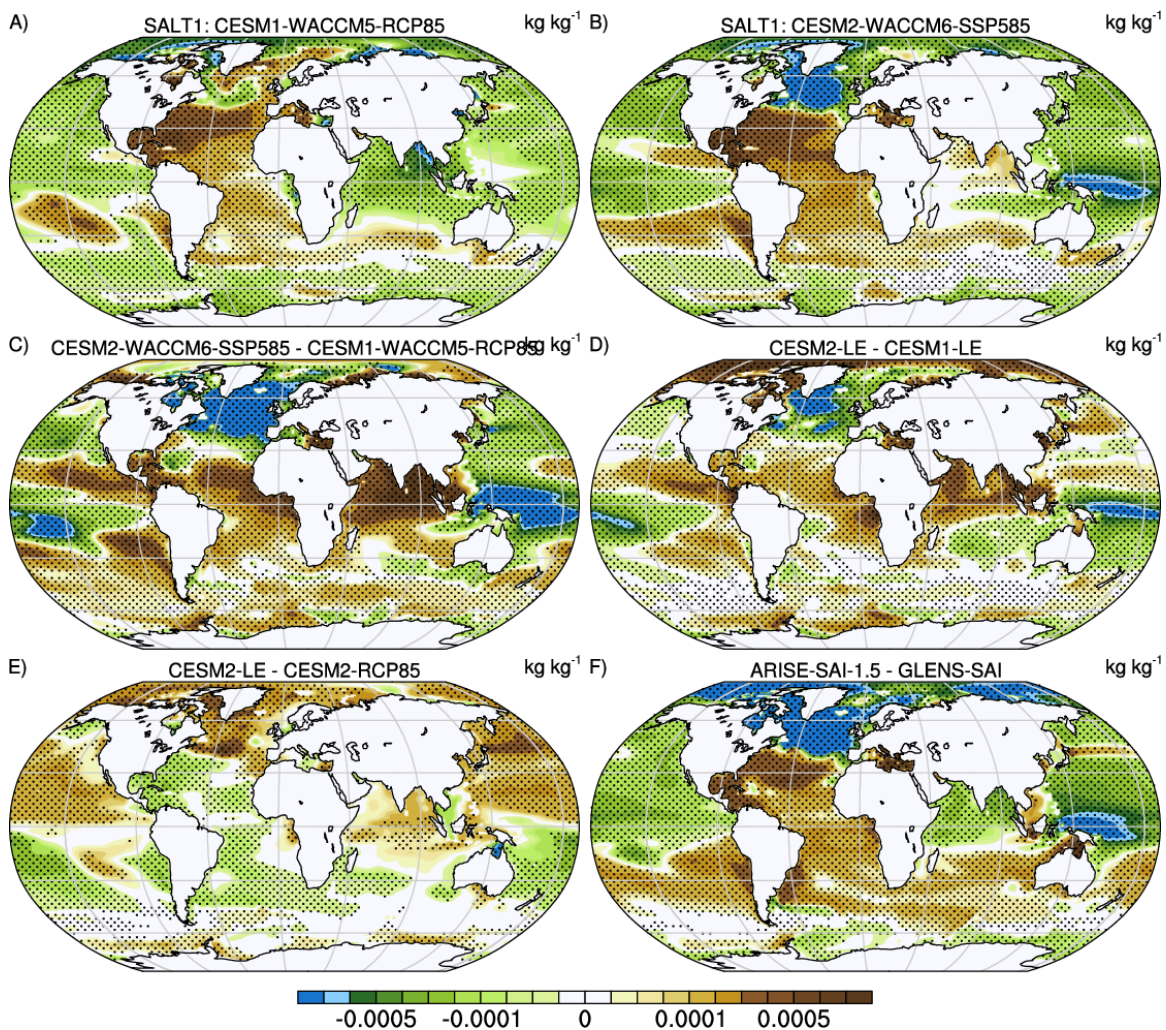 A) SALT1: CESM1-WACCM5-RCP85 kg kg⁻¹
B) SALT1: CESM2-WACCM6-SSP585 kg kg⁻¹
C) CESM2-WACCM6-SSP585 - CESM1-WACCM5-RCP85 kg kg⁻¹
D) CESM2-LE - CESM1-LE kg kg⁻¹
E) CESM2-LE - CESM2-RCP85 kg kg⁻¹
F) ARISE-SAI-1.5 - GLENS-SAI kg kg⁻¹
-0.0005 -0.0001 0 0.0001 0.0005